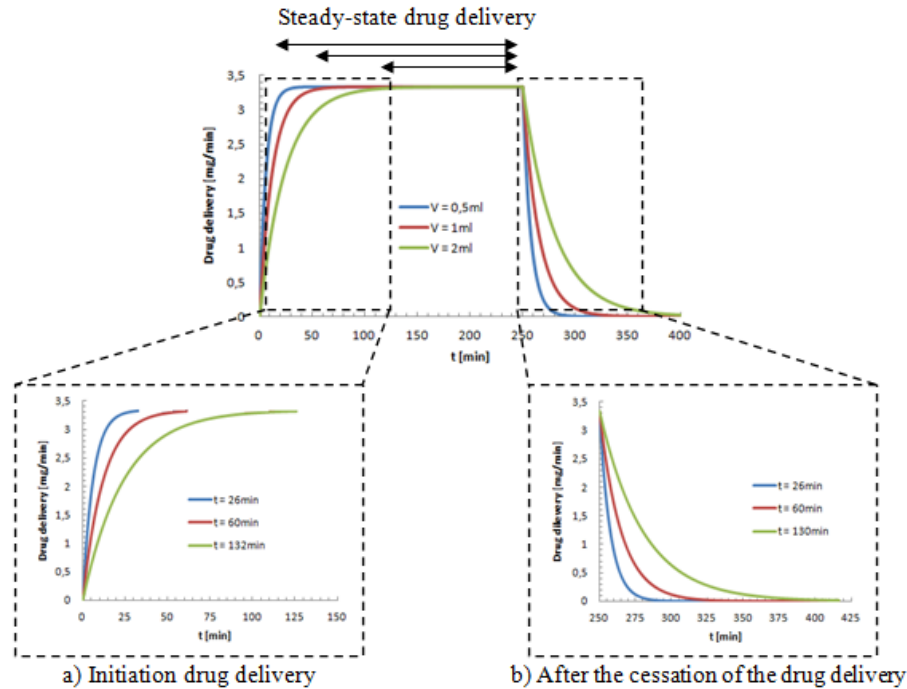 Steady-state drug delivery
3,5
3
2,5
2
1,5
1
0,5
0
Drug delivery [mg/min]
V = 0,5ml
V = 1ml
V = 2ml
0 50 100 150 200 250 300 350 400
t [min]
3,5
3
2,5
2
1,5
1
0,5
0
Drug delivery [mg/min]
t = 26min
t = 60min
t = 132min
0 25 50 75 100 125 150
t [min]
a) Initiation drug delivery
3,5
3
2,5
2
1,5
1
0,5
0
Drug dilevery [mg/min]
t = 26min
t = 60min
t = 130min
250 275 300 325 350 375 400 425
t [min]
b) After the cessation of the drug delivery